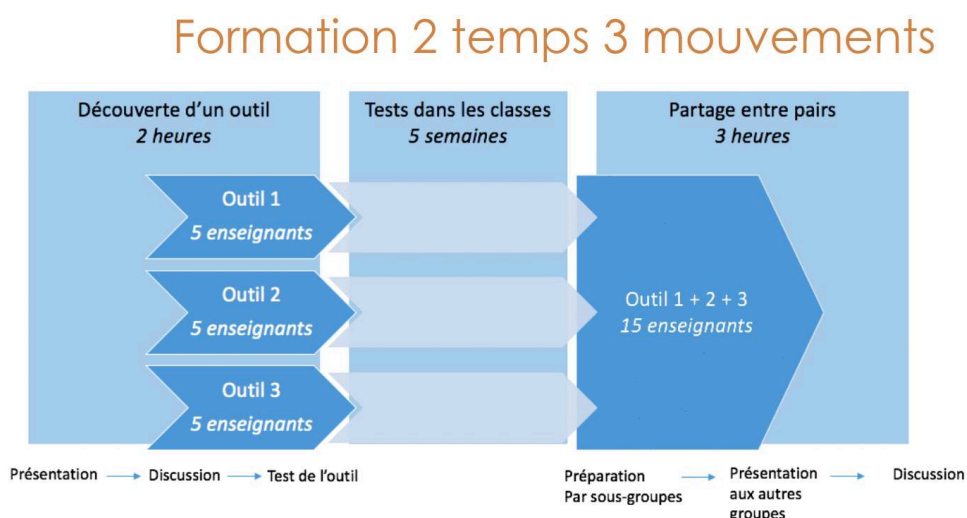 Formation 2 temps 3 mouvements
Découverte d'un outil
2 heures
Tests dans les classes
5 semaines
Partage entre pairs
3 heures
Outil 1
5 enseignants
Outil 2
5 enseignants
Outil 3
5 enseignants
Outil 1 + 2 + 3
15 enseignants
Présentation
Discussion
Test de l'outil
Préparation
Par sous-groupes
Présentation
aux autres
groupes
Discussion